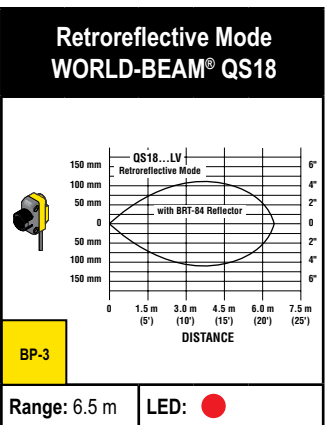 Retroreflective Mode
WORLD-BEAM® QS18
QS18...LV
Retroreflective Mode
with BRT-84 Reflector
150 mm 6"
100 mm 4"
50 mm 2"
0 0
50 mm 2"
100 mm 4"
150 mm 6"
0 1.5 m 3.0 m 4.5 m 6.0 m 7.5 m
(5') (10') (15') (20') (25')
DISTANCE
BP-3
Range: 6.5 m LED: